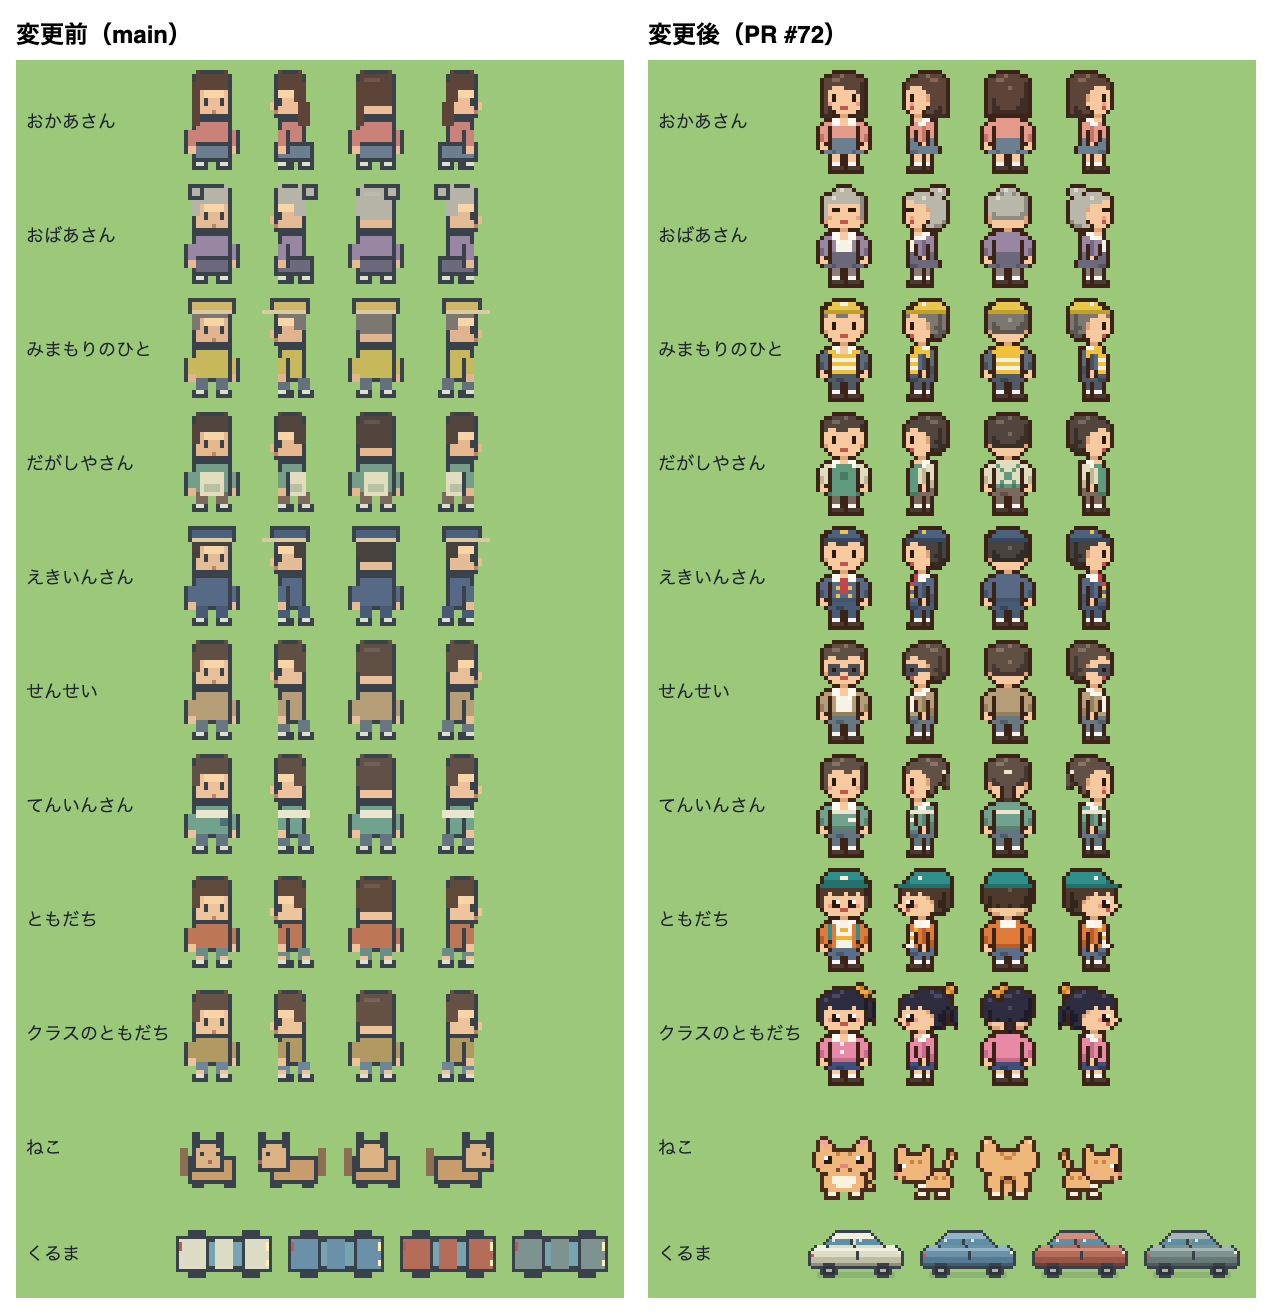 変更前（main）
おかあさん
おばあさん
みまもりのひと
だがしやさん
えきいんさん
せんせい
てんいんさん
ともだち
クラスのともだち
ねこ
くるま
変更後（PR #72）
おかあさん
おばあさん
みまもりのひと
だがしやさん
えきいんさん
せんせい
てんいんさん
ともだち
クラスのともだち
ねこ
くるま